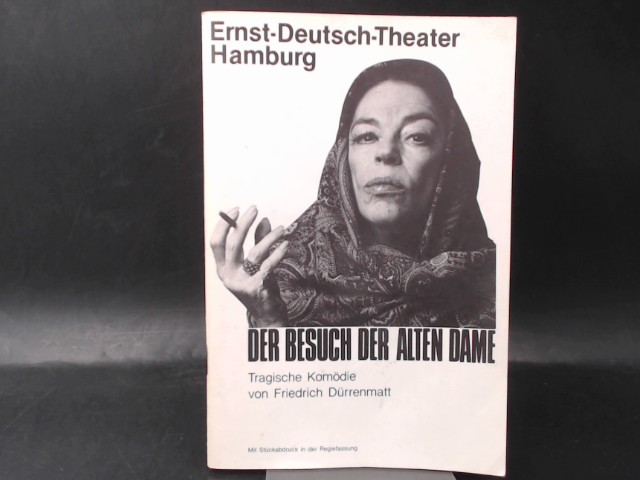 Ernst-Deutsch-Theater
Hamburg
DER BESUCH DER ALTEN DAME
Tragische Komödie
von Friedrich Dürrenmatt
Mit Stückabdruck in der Regiefassung